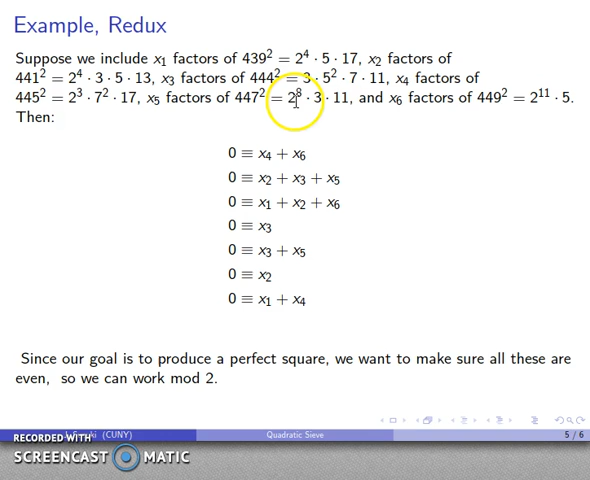 Example, Redux
Suppose we include x₁ factors of 439² = 2⁴ · 5 · 17, x₂ factors of
441² = 2⁴ · 3 · 5 · 13, x₃ factors of 444² = 3 · 5² · 7 · 11, x₄ factors of
445² = 2³ · 7² · 17, x₅ factors of 447² = 2⁸ · 3 · 11, and x₆ factors of 449² = 2¹¹ · 5.
Then:
0 ≡ x₄ + x₆
0 ≡ x₂ + x₃ + x₅
0 ≡ x₁ + x₂ + x₆
0 ≡ x₃
0 ≡ x₃ + x₅
0 ≡ x₂
0 ≡ x₁ + x₄
Since our goal is to produce a perfect square, we want to make sure all these are
even, so we can work mod 2.
(CUNY) Quadratic Sieve 5 / 6
RECORDED WITH
SCREENCAST MATIC